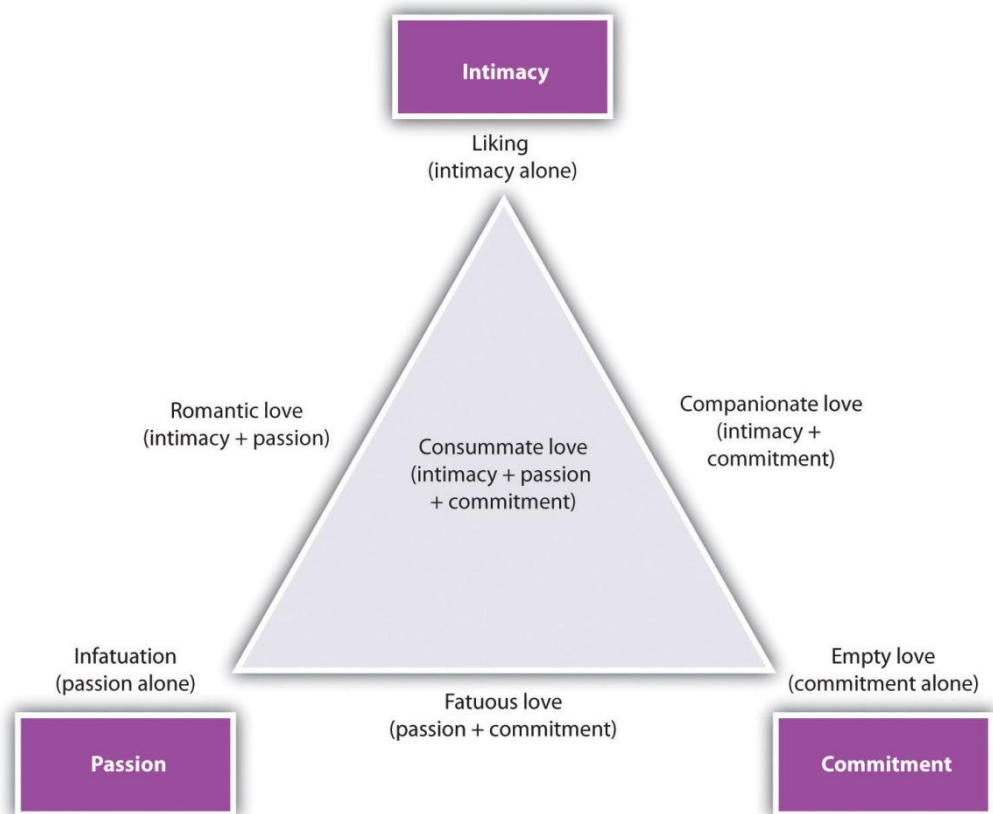 Intimacy
Liking
(intimacy alone)
Romantic love
(intimacy + passion)
Consummate love
(intimacy + passion
+ commitment)
Companionate love
(intimacy +
commitment)
Infatuation
(passion alone)
Fatuous love
(passion + commitment)
Empty love
(commitment alone)
Passion
Commitment